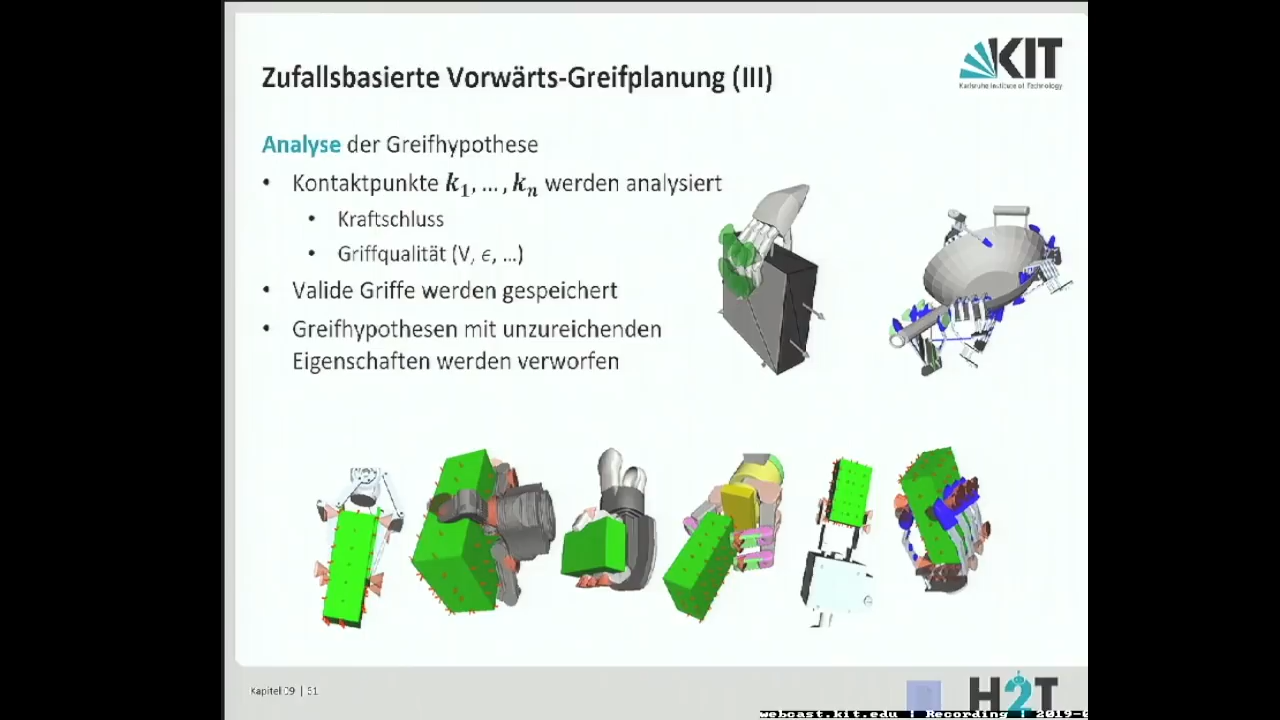 Zufallsbasierte Vorwärts-Greifplanung (III)
KIT
Karlsruhe Institute of Technology
Analyse der Greifhypothese
• Kontaktpunkte k₁, ..., kₙ werden analysiert
• Kraftschluss
• Griffqualität (V, ϵ, ...)
• Valide Griffe werden gespeichert
• Greifhypothesen mit unzureichenden
Eigenschaften werden verworfen
Kapitel 09 | 51
H2T
webcast.kit.edu | Recording | 2019-